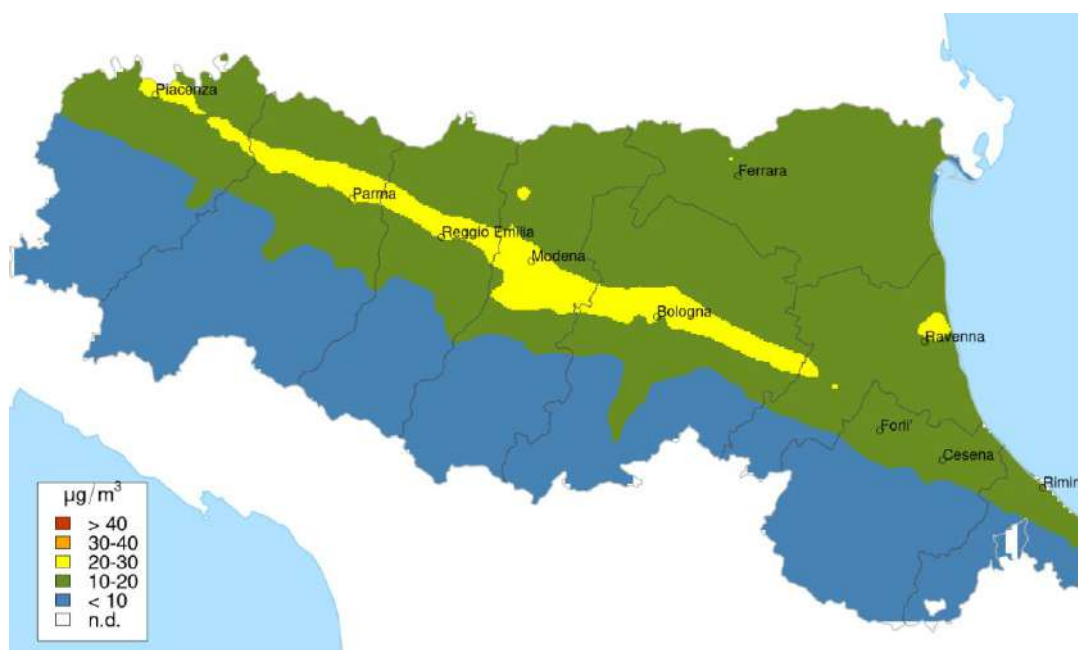 Piacenza
Ferrara
Parma
Reggio Emilia
Modena
Bologna
Ravenna
Forli'
Cesena
Rimir
µg/m³
> 40
30-40
20-30
10-20
< 10
n.d.